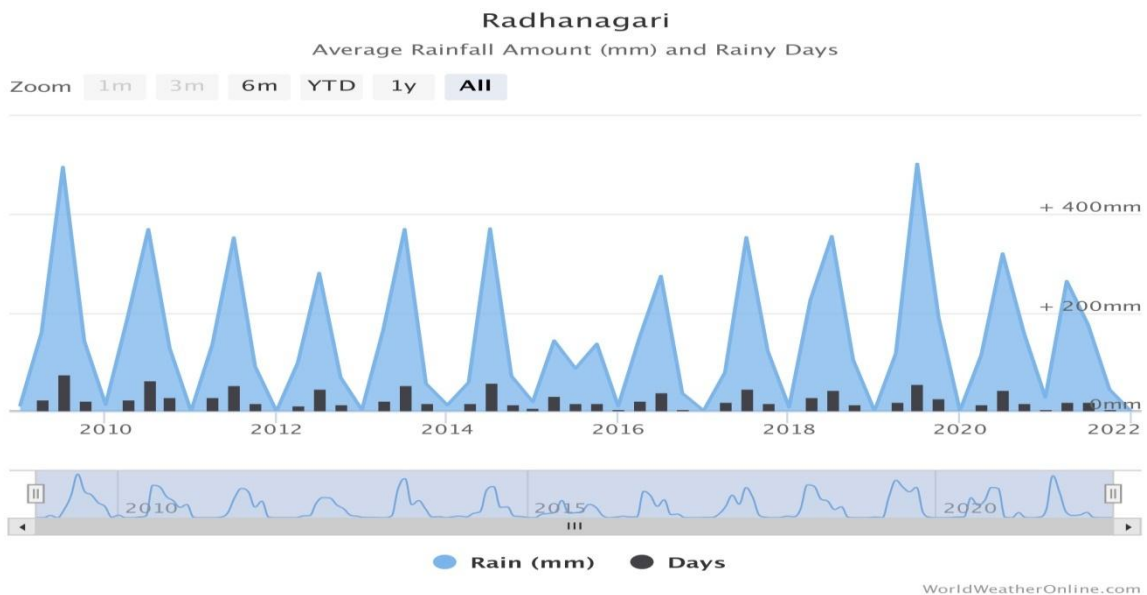 Radhanagari
Average Rainfall Amount (mm) and Rainy Days
Zoom 1m 3m 6m YTD 1y All
+ 400mm
+ 200mm
0mm
2010 2012 2014 2016 2018 2020 2022
2010 2015 2020
Rain (mm) Days
WorldWeatherOnline.com